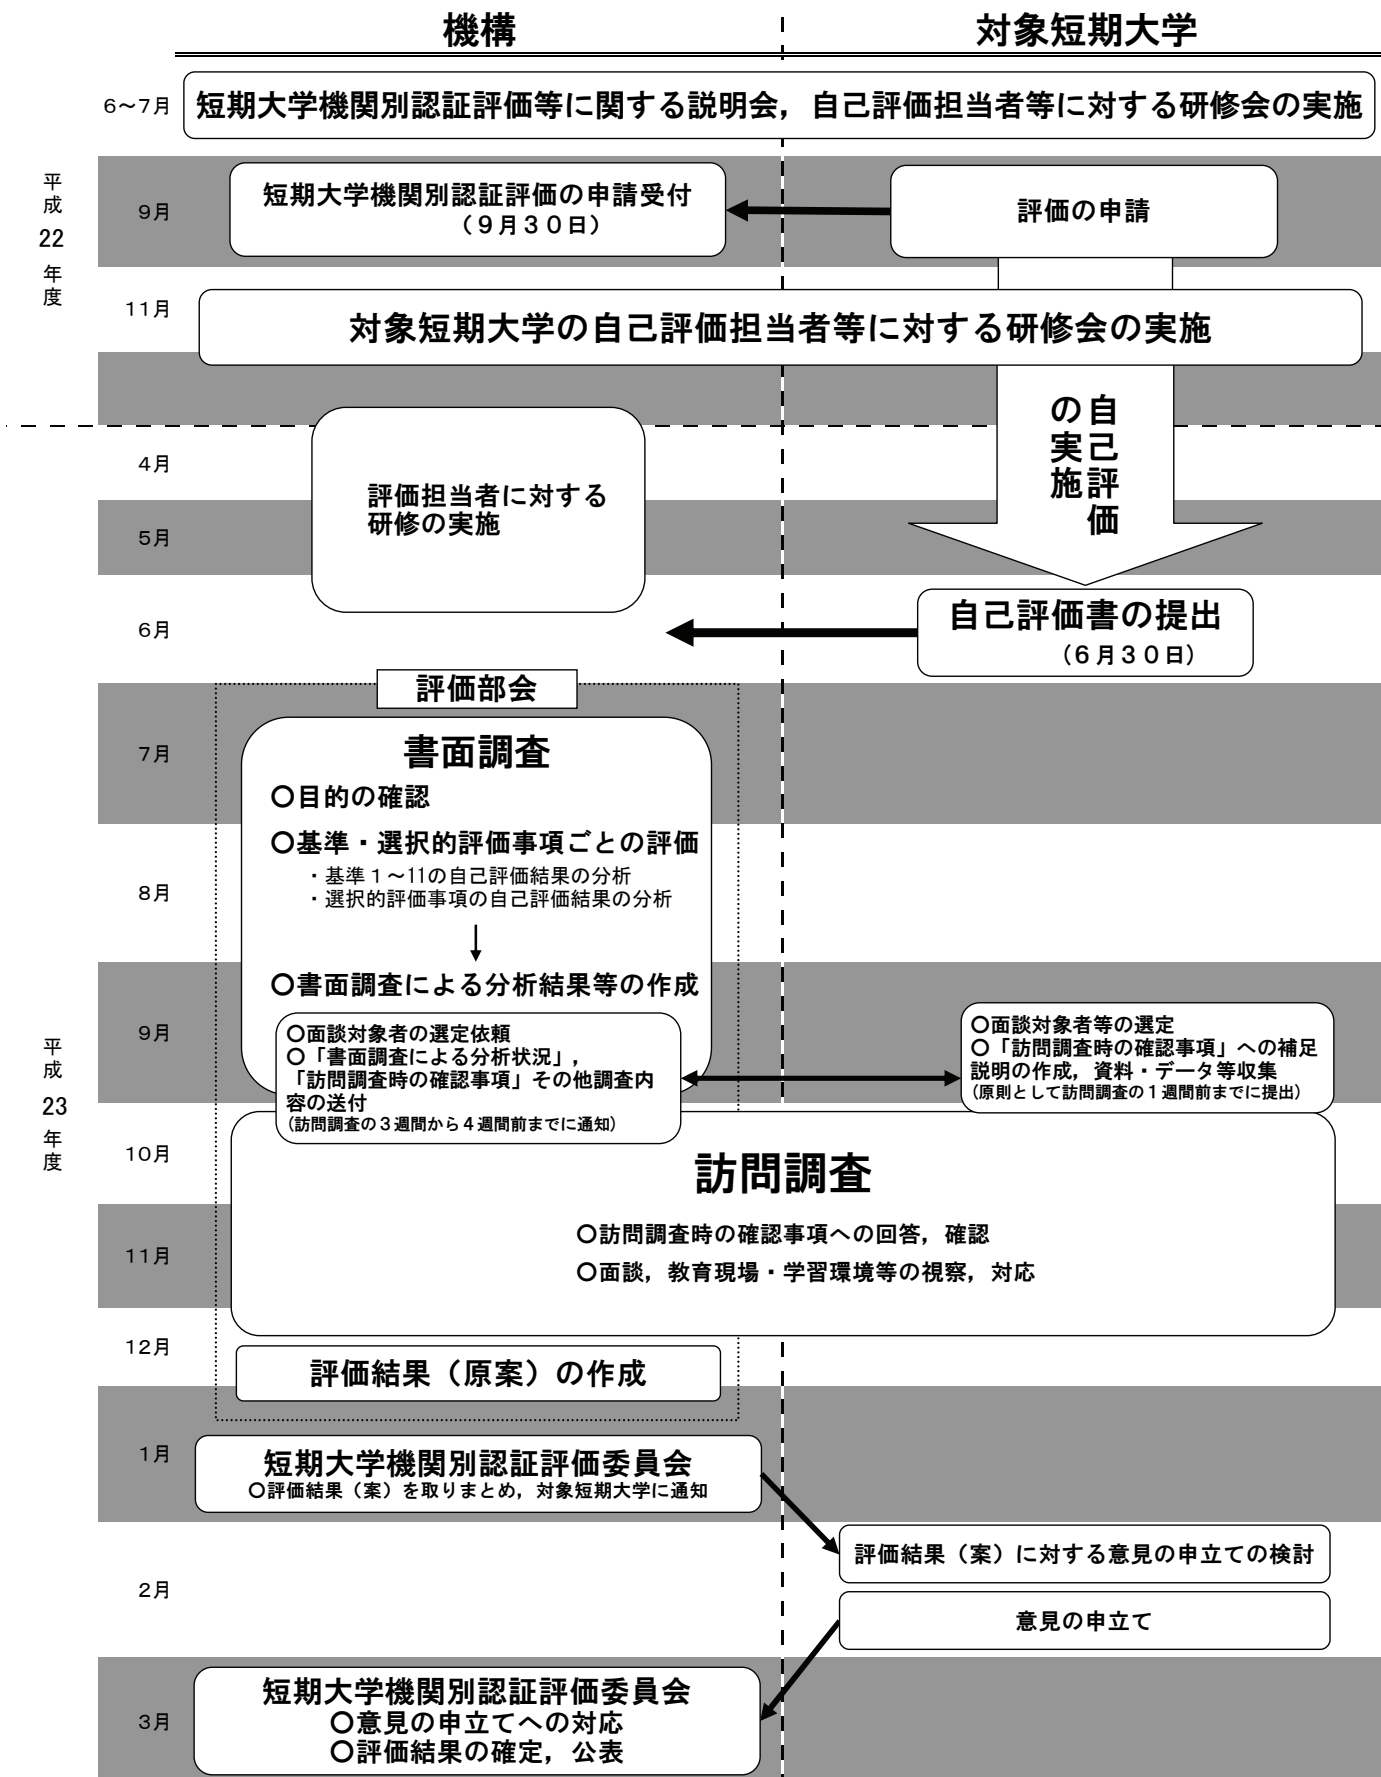 機構
対象短期大学
6～7月
短期大学機関別認証評価等に関する説明会，自己評価担当者等に対する研修会の実施
平成22年度
9月
短期大学機関別認証評価の申請受付
（９月３０日）
評価の申請
11月
対象短期大学の自己評価担当者等に対する研修会の実施
自己評価
の実施
4月
評価担当者に対する
研修の実施
5月
6月
自己評価書の提出
（６月３０日）
評価部会
7月
書面調査
〇目的の確認
〇基準・選択的評価事項ごとの評価
・基準１～11の自己評価結果の分析
8月
・選択的評価事項の自己評価結果の分析
〇書面調査による分析結果等の作成
平成23年度
9月
〇面談対象者の選定依頼
〇「書面調査による分析状況」，
「訪問調査時の確認事項」その他調査内
容の送付
（訪問調査の３週間から４週間前までに通知）
〇面談対象者等の選定
〇「訪問調査時の確認事項」への補足
説明の作成，資料・データ等収集
（原則として訪問調査の１週間前までに提出）
10月
訪問調査
〇訪問調査時の確認事項への回答，確認
11月
〇面談，教育現場・学習環境等の視察，対応
12月
評価結果（原案）の作成
1月
短期大学機関別認証評価委員会
〇評価結果（案）を取りまとめ，対象短期大学に通知
評価結果（案）に対する意見の申立ての検討
2月
意見の申立て
3月
短期大学機関別認証評価委員会
〇意見の申立てへの対応
〇評価結果の確定，公表